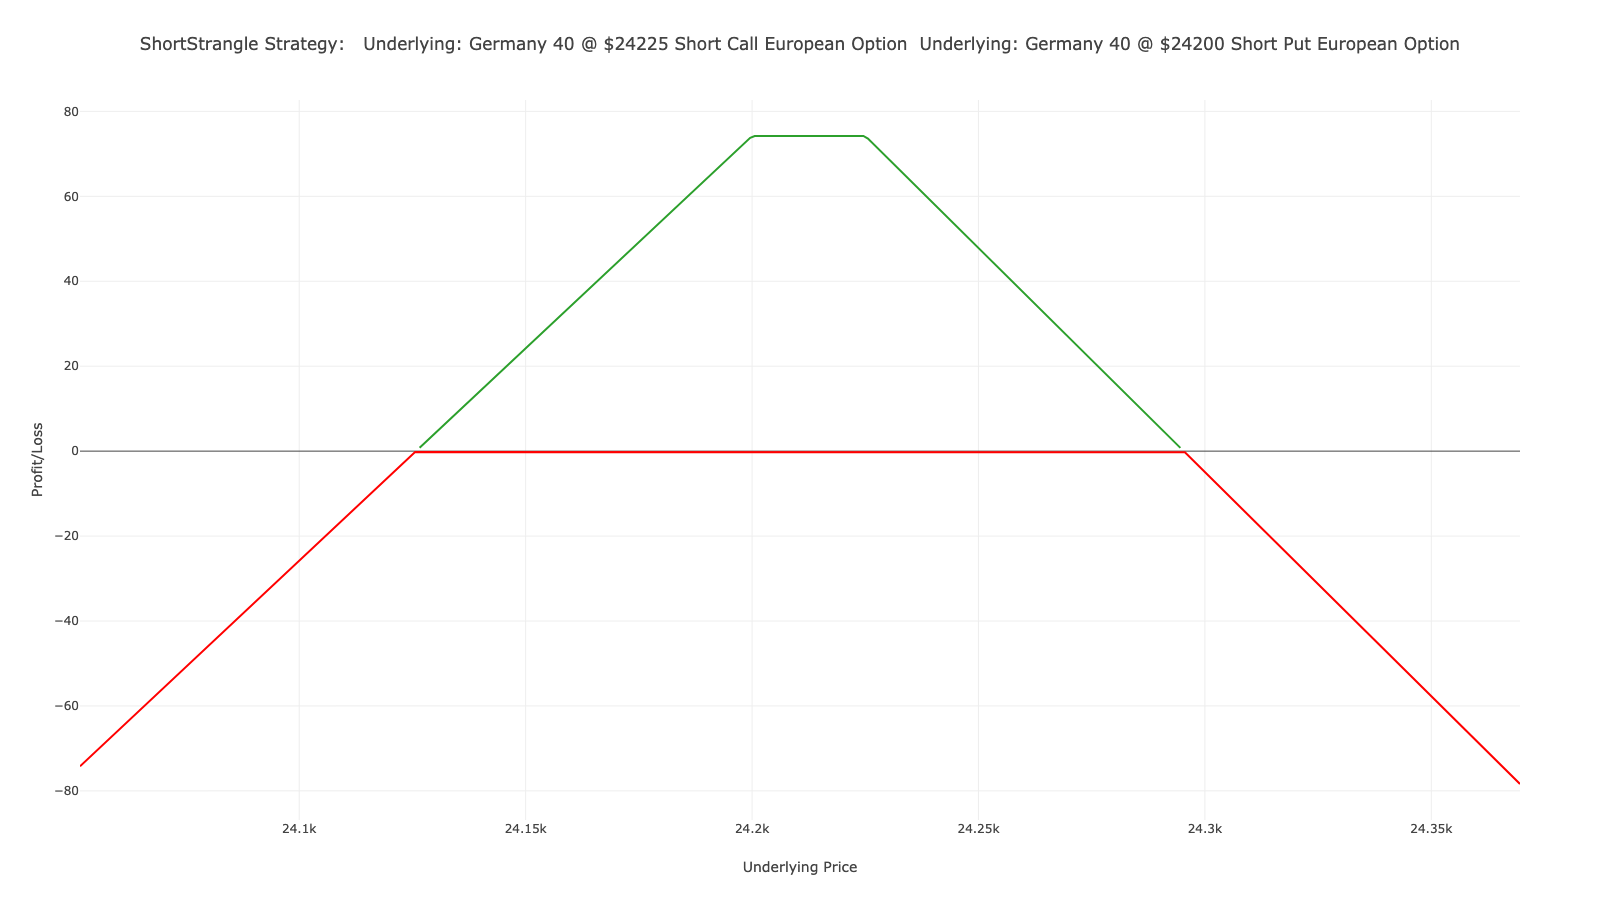 ShortStrangle Strategy:   Underlying: Germany 40 @ $24225 Short Call European Option  Underlying: Germany 40 @ $24200 Short Put European Option
80
60
40
20
0
−20
−40
−60
−80
Profit/Loss
24.1k 24.15k 24.2k 24.25k 24.3k 24.35k
Underlying Price